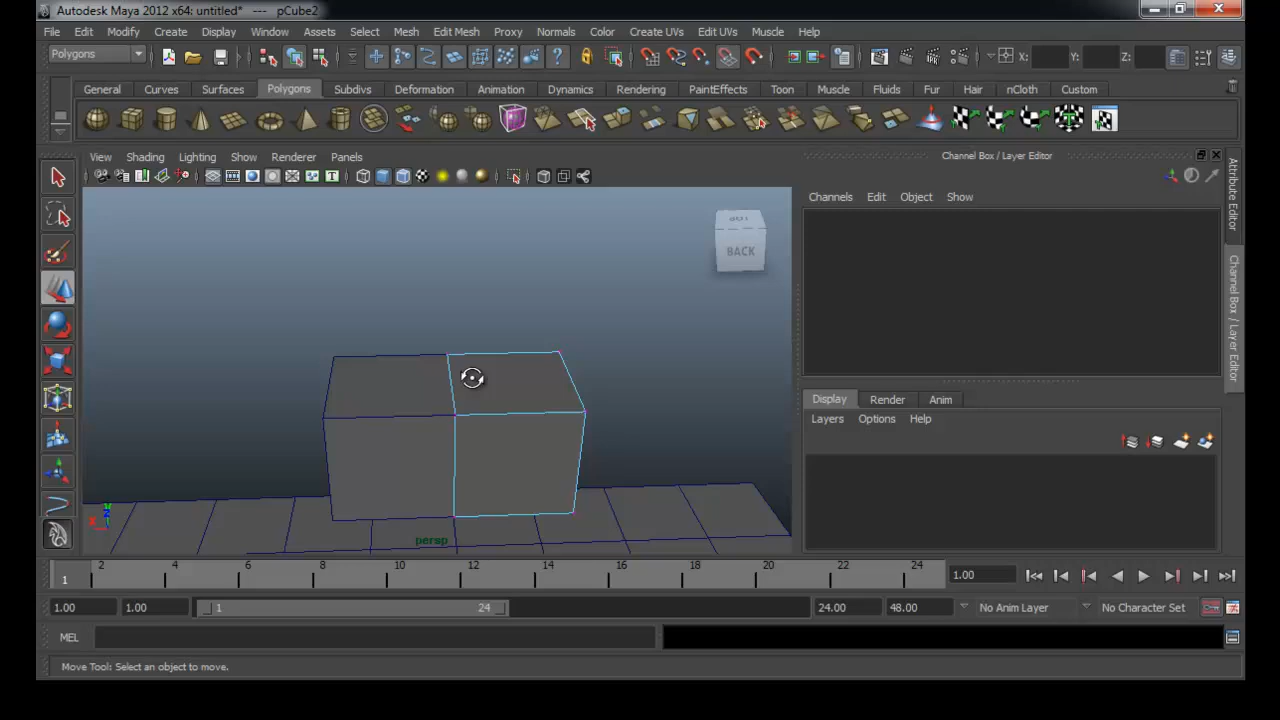 Autodesk Maya 2012 x64: untitled* --- pCube2
File Edit Modify Create Display Window Assets Select Mesh Edit Mesh Proxy Normals Color Create UVs Edit UVs Muscle Help
Polygons X: Y: Z:
General Curves Surfaces Polygons Subdivs Deformation Animation Dynamics Rendering PaintEffects Toon Muscle Fluids Fur Hair nCloth Custom
View Shading Lighting Show Renderer Panels
Channel Box / Layer Editor
Channels Edit Object Show
BACK
Attribute Editor
Channel Box / Layer Editor
persp
Display Render Anim
Layers Options Help
1 2 4 6 8 10 12 14 16 18 20 22 24 1.00
1.00 1.00 1 24 24.00 48.00 No Anim Layer No Character Set
MEL
Move Tool: Select an object to move.